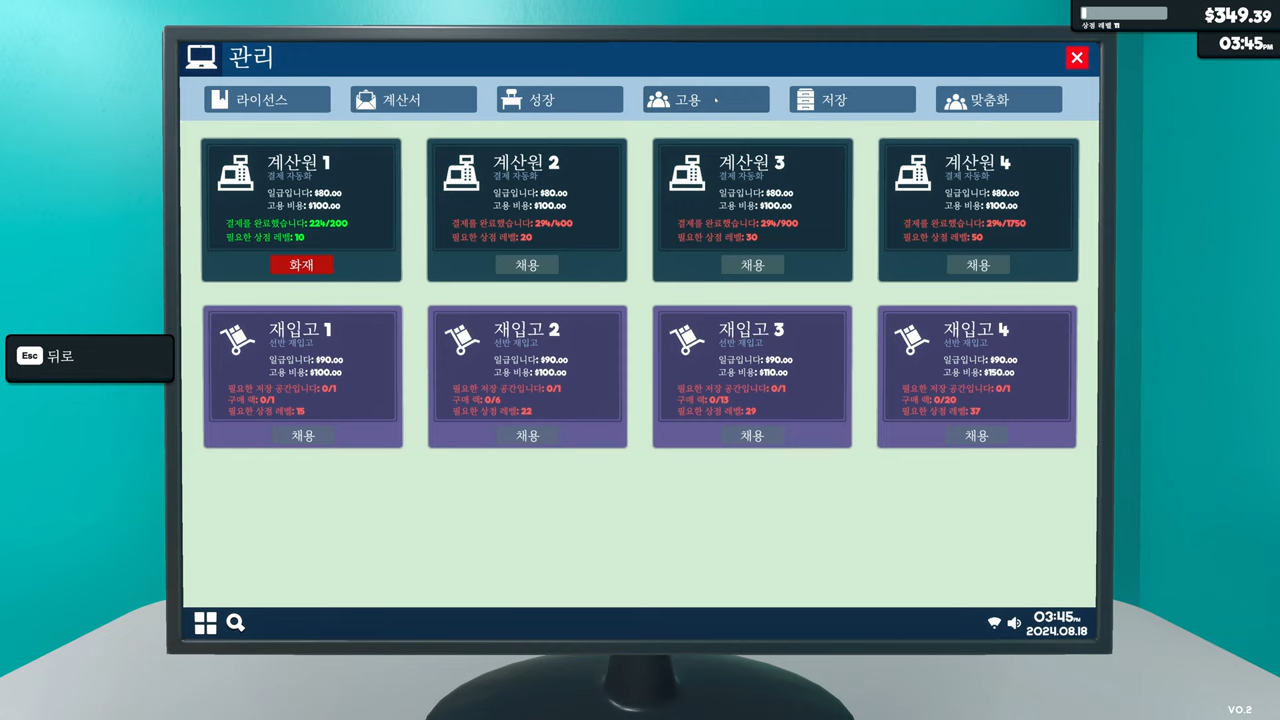 $349.39
상점 레벨 11
03:45PM
관리
라이선스
계산서
성장
고용
저장
맞춤화
계산원 1
결제 자동화
일급입니다: $80.00
고용 비용: $100.00
결제를 완료했습니다: 224/200
필요한 상점 레벨: 10
화재
계산원 2
결제 자동화
일급입니다: $80.00
고용 비용: $100.00
결제를 완료했습니다: 294/400
필요한 상점 레벨: 20
채용
계산원 3
결제 자동화
일급입니다: $80.00
고용 비용: $100.00
결제를 완료했습니다: 294/900
필요한 상점 레벨: 30
채용
계산원 4
결제 자동화
일급입니다: $80.00
고용 비용: $100.00
결제를 완료했습니다: 294/1750
필요한 상점 레벨: 50
채용
재입고 1
선반 재입고
일급입니다: $90.00
고용 비용: $100.00
필요한 저장 공간입니다: 0/1
구매 랙: 0/1
필요한 상점 레벨: 15
채용
재입고 2
선반 재입고
일급입니다: $90.00
고용 비용: $100.00
필요한 저장 공간입니다: 0/1
구매 랙: 0/6
필요한 상점 레벨: 22
채용
재입고 3
선반 재입고
일급입니다: $90.00
고용 비용: $110.00
필요한 저장 공간입니다: 0/1
구매 랙: 0/13
필요한 상점 레벨: 29
채용
재입고 4
선반 재입고
일급입니다: $90.00
고용 비용: $150.00
필요한 저장 공간입니다: 0/1
구매 랙: 0/20
필요한 상점 레벨: 37
채용
Esc 뒤로
03:45PM
2024.08.18
V0.2